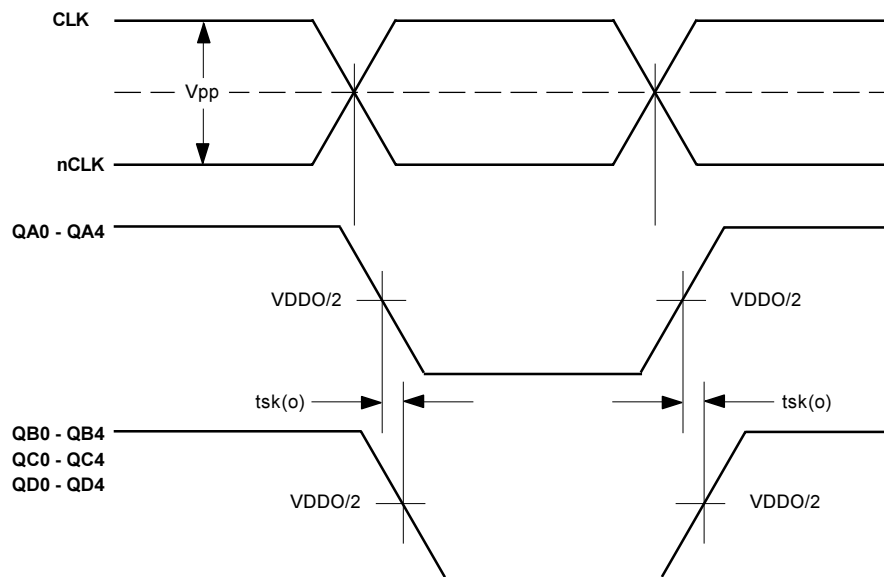 CLK
Vpp
nCLK
QA0 - QA4
VDDO/2 VDDO/2
tsk(o) tsk(o)
QB0 - QB4
QC0 - QC4
QD0 - QD4
VDDO/2 VDDO/2